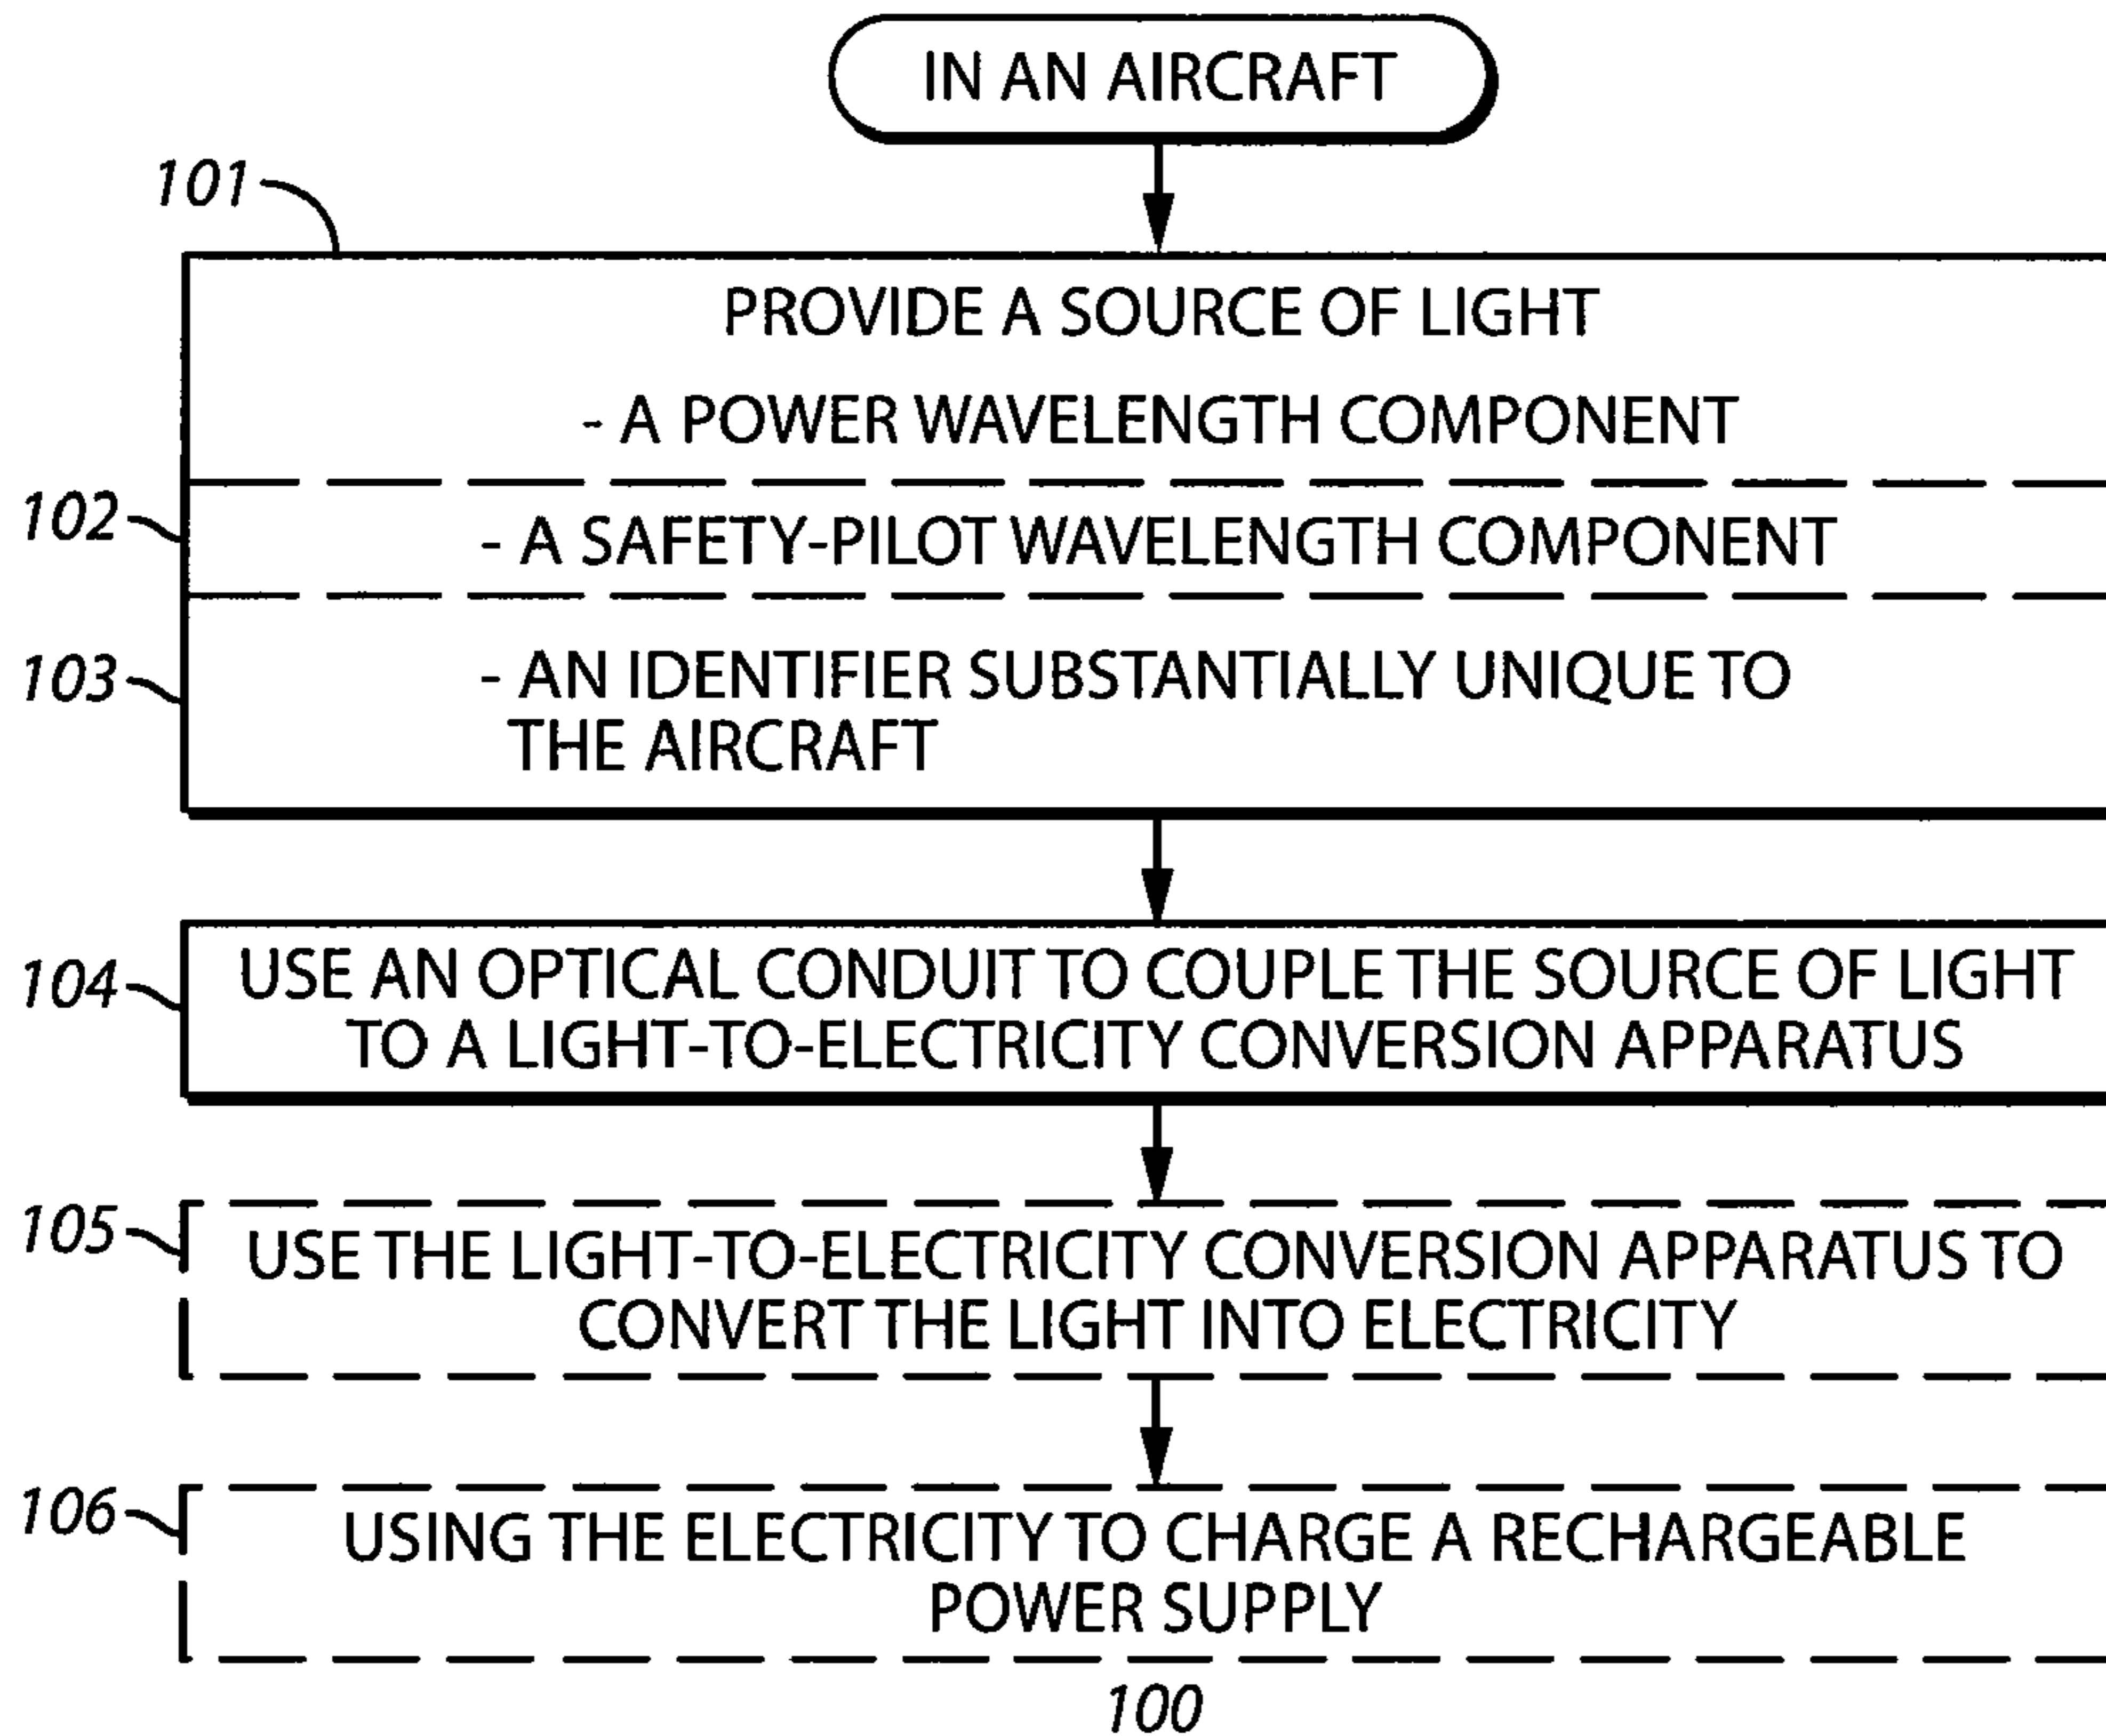 IN AN AIRCRAFT
101
PROVIDE A SOURCE OF LIGHT
- A POWER WAVELENGTH COMPONENT
102
- A SAFETY-PILOT WAVELENGTH COMPONENT
103
- AN IDENTIFIER SUBSTANTIALLY UNIQUE TO
THE AIRCRAFT
104
USE AN OPTICAL CONDUIT TO COUPLE THE SOURCE OF LIGHT
TO A LIGHT-TO-ELECTRICITY CONVERSION APPARATUS
105
USE THE LIGHT-TO-ELECTRICITY CONVERSION APPARATUS TO
CONVERT THE LIGHT INTO ELECTRICITY
106
USING THE ELECTRICITY TO CHARGE A RECHARGEABLE
POWER SUPPLY
100